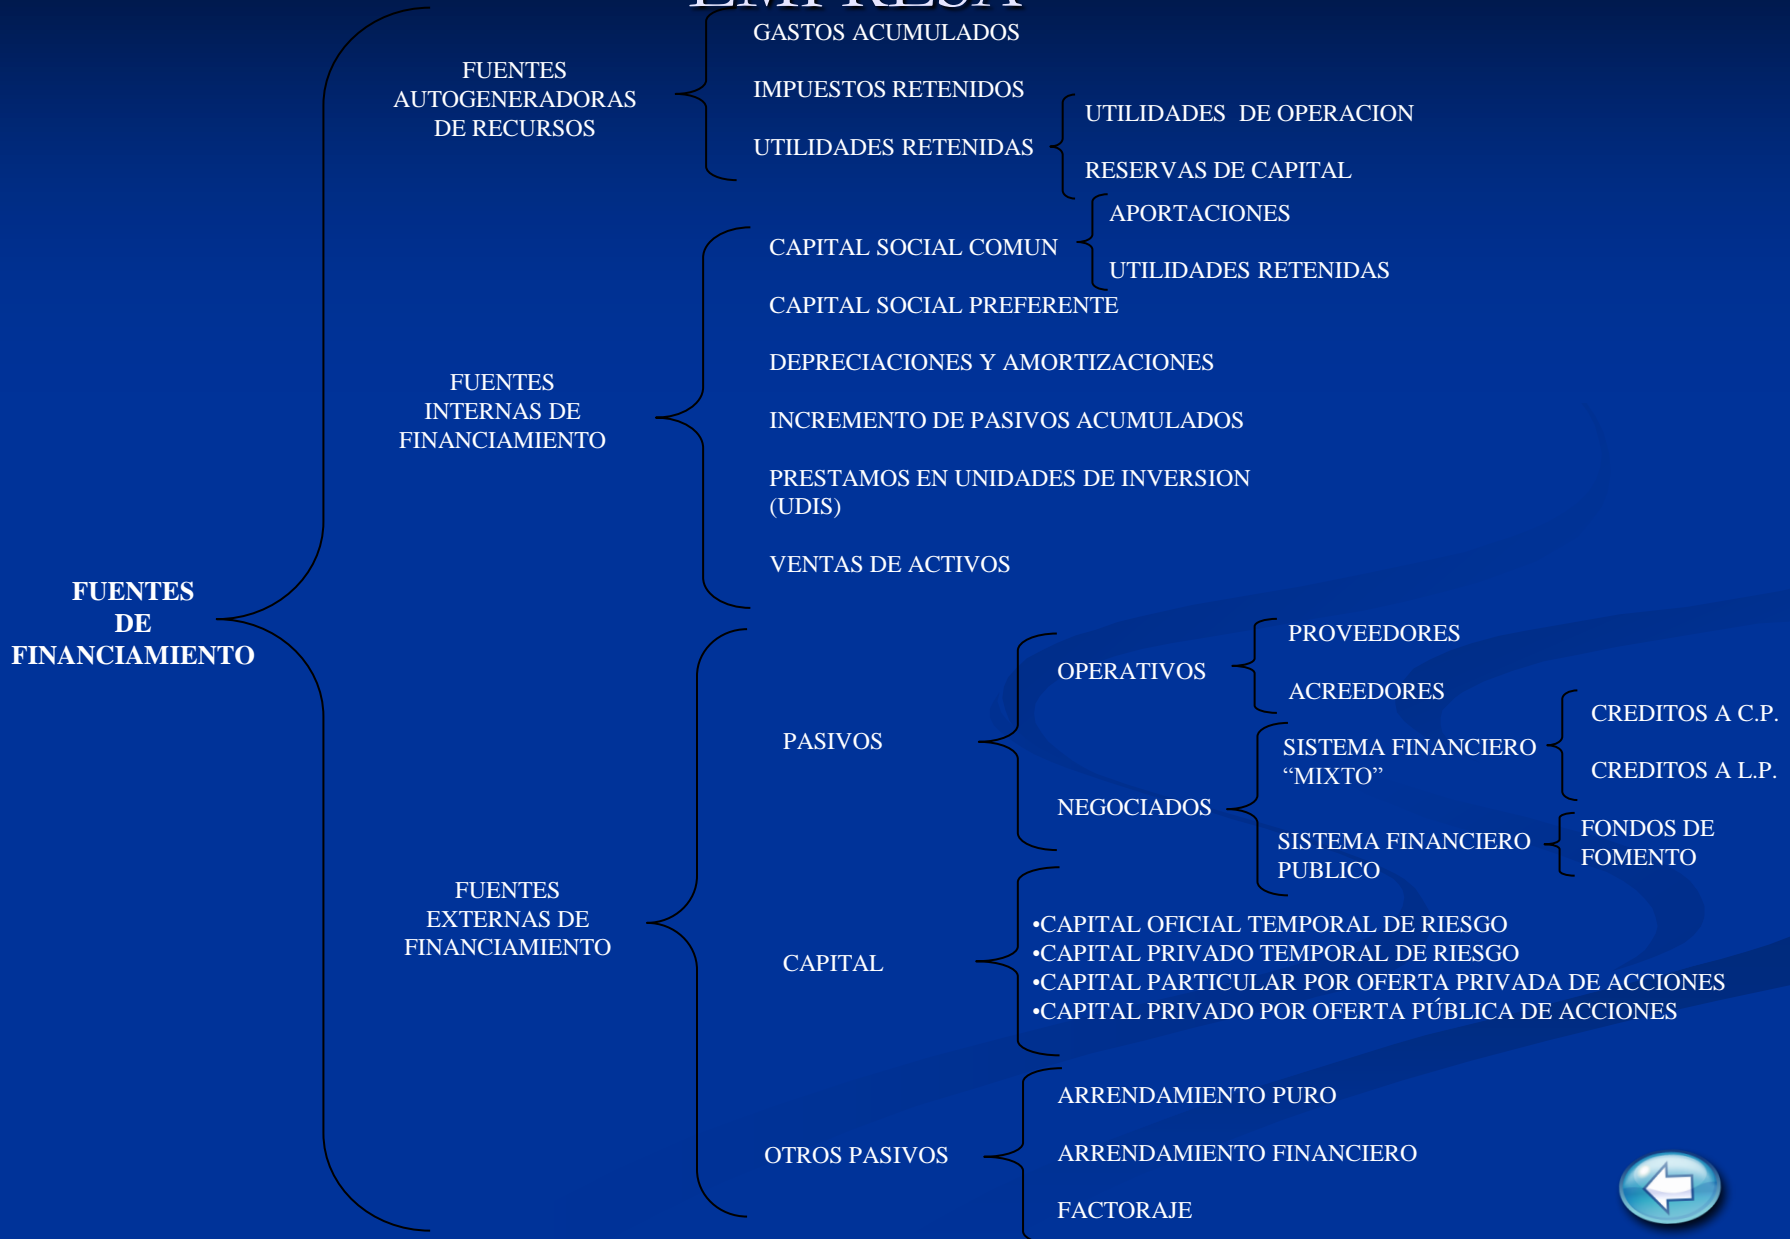 EMPRESA
GASTOS ACUMULADOS
FUENTES
AUTOGENERADORAS
DE RECURSOS
IMPUESTOS RETENIDOS
UTILIDADES RETENIDAS
UTILIDADES DE OPERACION
RESERVAS DE CAPITAL
FUENTES
INTERNAS DE
FINANCIAMIENTO
CAPITAL SOCIAL COMUN
APORTACIONES
UTILIDADES RETENIDAS
CAPITAL SOCIAL PREFERENTE
DEPRECIACIONES Y AMORTIZACIONES
INCREMENTO DE PASIVOS ACUMULADOS
PRESTAMOS EN UNIDADES DE INVERSION
(UDIS)
VENTAS DE ACTIVOS
FUENTES
DE
FINANCIAMIENTO
FUENTES
EXTERNAS DE
FINANCIAMIENTO
PASIVOS
OPERATIVOS
PROVEEDORES
ACREEDORES
NEGOCIADOS
SISTEMA FINANCIERO
“MIXTO”
CREDITOS A C.P.
CREDITOS A L.P.
SISTEMA FINANCIERO
PUBLICO
FONDOS DE
FOMENTO
CAPITAL
•CAPITAL OFICIAL TEMPORAL DE RIESGO
•CAPITAL PRIVADO TEMPORAL DE RIESGO
•CAPITAL PARTICULAR POR OFERTA PRIVADA DE ACCIONES
•CAPITAL PRIVADO POR OFERTA PÚBLICA DE ACCIONES
OTROS PASIVOS
ARRENDAMIENTO PURO
ARRENDAMIENTO FINANCIERO
FACTORAJE